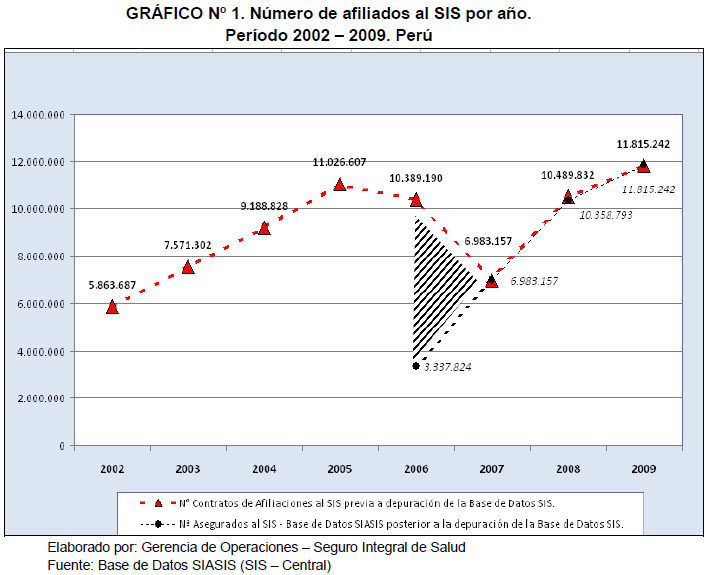 GRÁFICO Nº 1. Número de afiliados al SIS por año.
Período 2002 – 2009. Perú
14.000.000
12.000.000
10.000.000
8.000.000
6.000.000
4.000.000
2.000.000
0
5.863.687
7.571.302
9.188.828
11.026.607
10.389.190
6.983.157
10.489.832
11.815.242
3.337.824
6.983.157
10.358.793
11.815.242
2002 2003 2004 2005 2006 2007 2008 2009
N° Contratos de Afiliaciones al SIS previa a depuración de la Base de Datos SIS.
Nª Asegurados al SIS - Base de Datos SIASIS posterior a la depuración de la Base de Datos SIS.
Elaborado por: Gerencia de Operaciones – Seguro Integral de Salud
Fuente: Base de Datos SIASIS (SIS – Central)